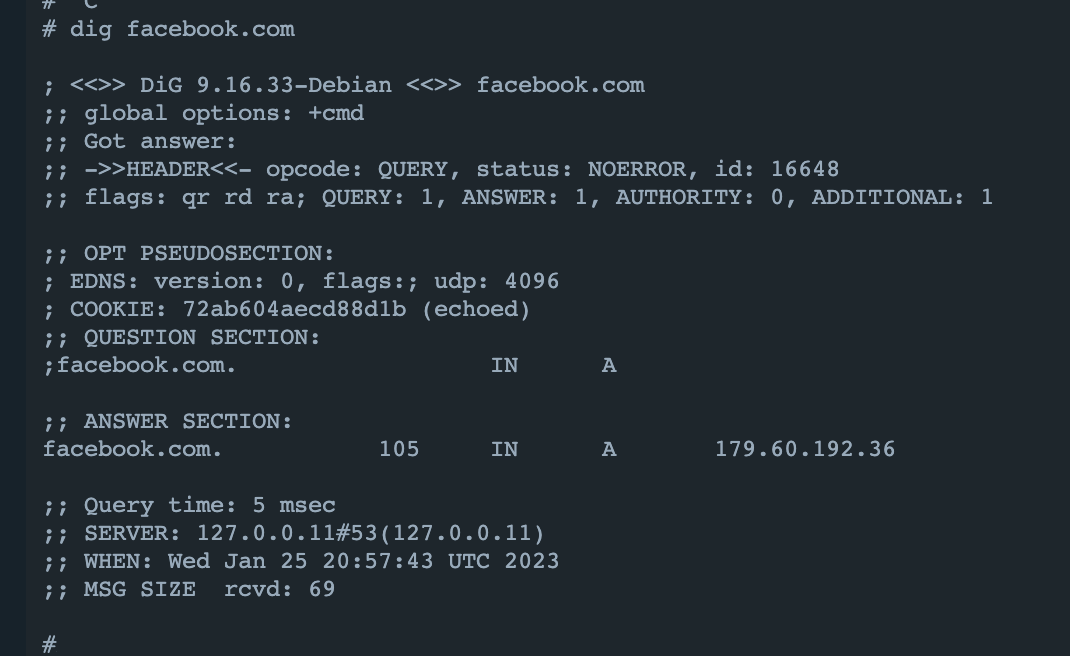 # dig facebook.com
; <<>> DiG 9.16.33-Debian <<>> facebook.com
;; global options: +cmd
;; Got answer:
;; ->>HEADER<<- opcode: QUERY, status: NOERROR, id: 16648
;; flags: qr rd ra; QUERY: 1, ANSWER: 1, AUTHORITY: 0, ADDITIONAL: 1
;; OPT PSEUDOSECTION:
; EDNS: version: 0, flags:; udp: 4096
; COOKIE: 72ab604aecd88d1b (echoed)
;; QUESTION SECTION:
;facebook.com. IN A
;; ANSWER SECTION:
facebook.com. 105 IN A 179.60.192.36
;; Query time: 5 msec
;; SERVER: 127.0.0.11#53(127.0.0.11)
;; WHEN: Wed Jan 25 20:57:43 UTC 2023
;; MSG SIZE  rcvd: 69
#